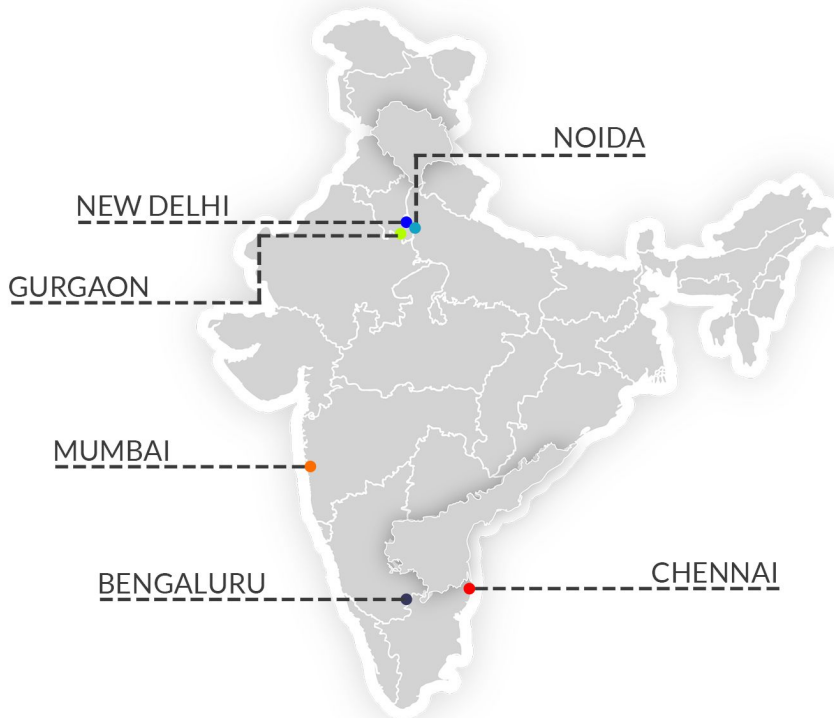 NOIDA
NEW DELHI
GURGAON
MUMBAI
CHENNAI
BENGALURU